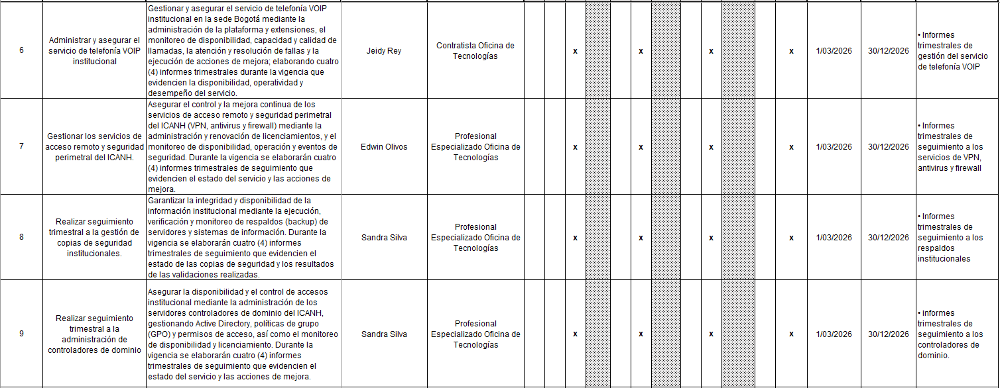 6
Administrar y asegurar el
servicio de telefonía VOIP
institucional
Gestionar y asegurar el servicio de telefonía VOIP
institucional en la sede Bogotá mediante la
administración de la plataforma y extensiones, el
monitoreo de disponibilidad, capacidad y calidad de
llamadas, la atención y resolución de fallas y la
ejecución de acciones de mejora; elaborando cuatro
(4) informes trimestrales durante la vigencia que
evidencien la disponibilidad, operatividad y
desempeño del servicio.
Jeidy Rey
Contratista Oficina de
Tecnologías
x x x x
1/03/2026
30/12/2026
• Informes
trimestrales de
gestión del servicio
de telefonía VOIP
7
Gestionar los servicios de
acceso remoto y seguridad
perimetral del ICANH.
Asegurar el control y la mejora continua de los
servicios de acceso remoto y seguridad perimetral
del ICANH (VPN, antivirus y firewall) mediante la
administración y renovación de licenciamientos, y el
monitoreo de disponibilidad, operación y eventos de
seguridad. Durante la vigencia se elaborarán cuatro
(4) informes trimestrales de seguimiento que
evidencien el estado del servicio y las acciones de
mejora.
Edwin Olivos
Profesional
Especializado Oficina de
Tecnologías
x x x x
1/03/2026
30/12/2026
• Informes
trimestrales de
seguimiento a los
servicios de VPN,
antivirus y firewall
8
Realizar seguimiento
trimestral a la gestión de
copias de seguridad
institucionales.
Garantizar la integridad y disponibilidad de la
información institucional mediante la ejecución,
verificación y monitoreo de respaldos (backup) de
servidores y sistemas de información. Durante la
vigencia se elaborarán cuatro (4) informes
trimestrales de seguimiento que evidencien el
estado de las copias de seguridad y los resultados
de las validaciones realizadas.
Sandra Silva
Profesional
Especializado Oficina de
Tecnologías
x x x x
1/03/2026
30/12/2026
• Informes
trimestrales de
seguimiento a los
respaldos
institucionales
9
Realizar seguimiento
trimestral a la
administración de
controladores de dominio
Asegurar la disponibilidad y el control de accesos
institucional mediante la administración de los
servidores controladores de dominio del ICANH,
gestionando Active Directory, políticas de grupo
(GPO) y permisos de acceso, así como el monitoreo
de disponibilidad y licenciamiento. Durante la
vigencia se elaborarán cuatro (4) informes
trimestrales de seguimiento que evidencien el
estado del servicio y las acciones de mejora.
Sandra Silva
Profesional
Especializado Oficina de
Tecnologías
x x x x
1/03/2026
30/12/2026
• informes
trimestrales de
seguimiento a los
controladores de
dominio.